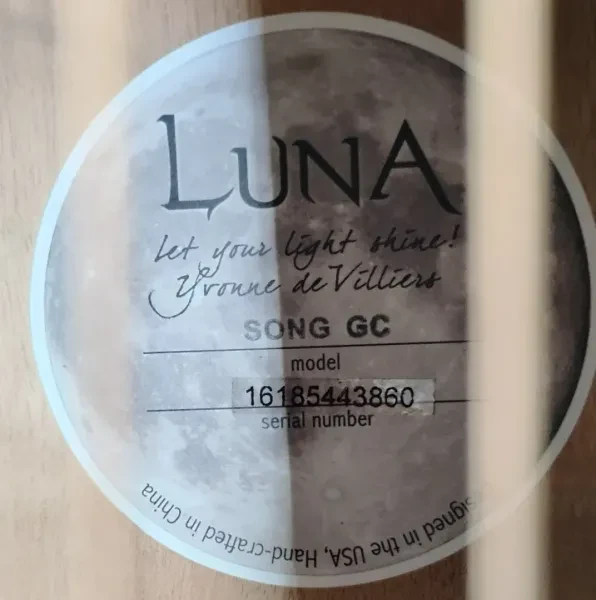 LUNA
Let your light shine!
Yvonne de Villiers
SONG GC
model
16185443860
serial number
signed in the USA, Hand-crafted in China